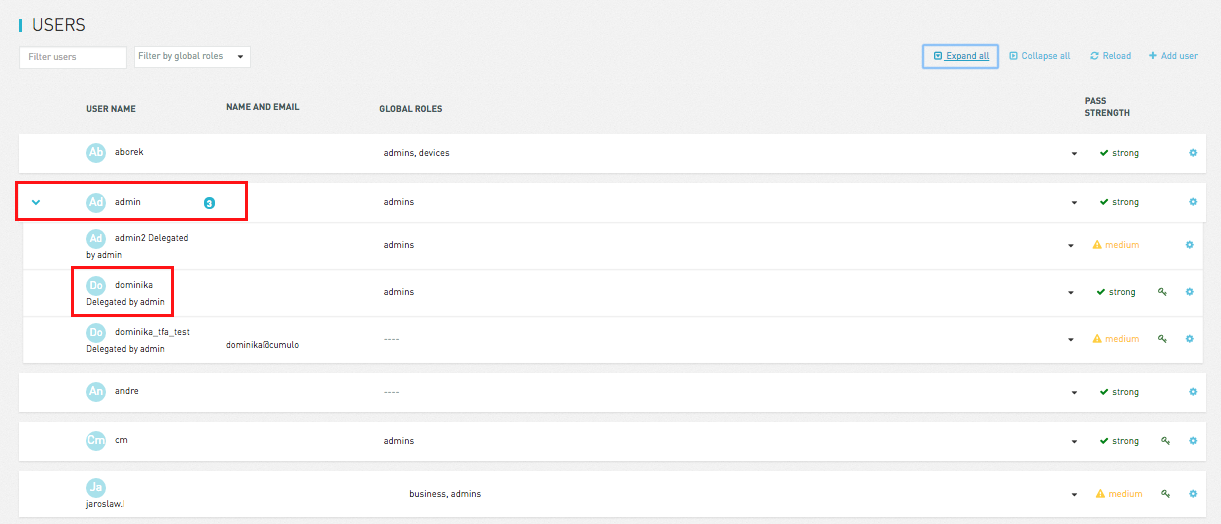 USERS
Filter users
Filter by global roles
Expand all
Collapse all
Reload
Add user
USER NAME
NAME AND EMAIL
GLOBAL ROLES
PASS
STRENGTH
Ab aborek admins, devices strong
Ad admin 3 admins strong
Ad admin2 Delegated
by admin
admins medium
Do dominika
Delegated by admin
admins strong
Do dominika_tfa_test
Delegated by admin
dominika@cumulo ---- medium
An andre ---- strong
Cm cm admins strong
Ja
jaroslaw.
business, admins medium